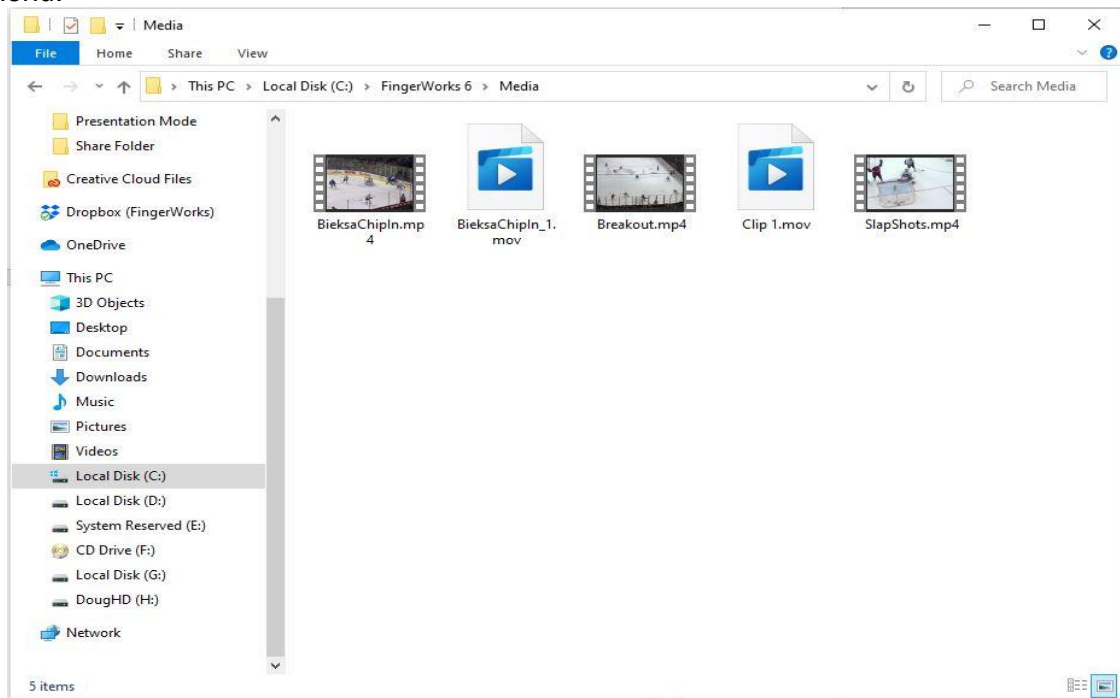 Media
File Home Share View
This PC > Local Disk (C:) > FingerWorks 6 > Media
Search Media
Presentation Mode
Share Folder
Creative Cloud Files
Dropbox (FingerWorks)
OneDrive
This PC
3D Objects
Desktop
Documents
Downloads
Music
Pictures
Videos
Local Disk (C:)
Local Disk (D:)
System Reserved (E:)
CD Drive (F:)
Local Disk (G:)
DougHD (H:)
Network
BieksaChipIn.mp
4
BieksaChipIn_1.
mov
Breakout.mp4
Clip 1.mov
SlapShots.mp4
5 items